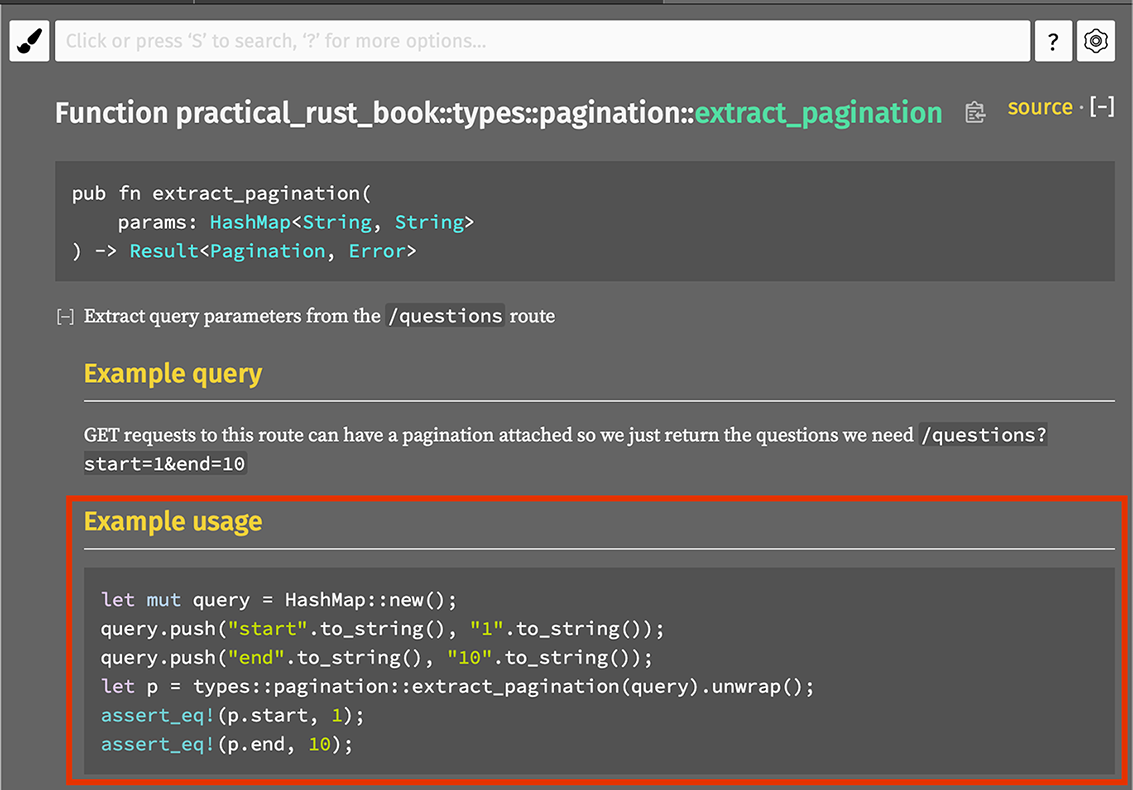 Click or press ‘S’ to search, ‘?’ for more options…
?
Function practical_rust_book::types::pagination::extract_pagination
source · [−]
pub fn extract_pagination(
    params: HashMap<String, String>
) -> Result<Pagination, Error>
[−] Extract query parameters from the /questions route
Example query
GET requests to this route can have a pagination attached so we just return the questions we need /questions?
start=1&end=10
Example usage
let mut query = HashMap::new();
query.push("start".to_string(), "1".to_string());
query.push("end".to_string(), "10".to_string());
let p = types::pagination::extract_pagination(query).unwrap();
assert_eq!(p.start, 1);
assert_eq!(p.end, 10);